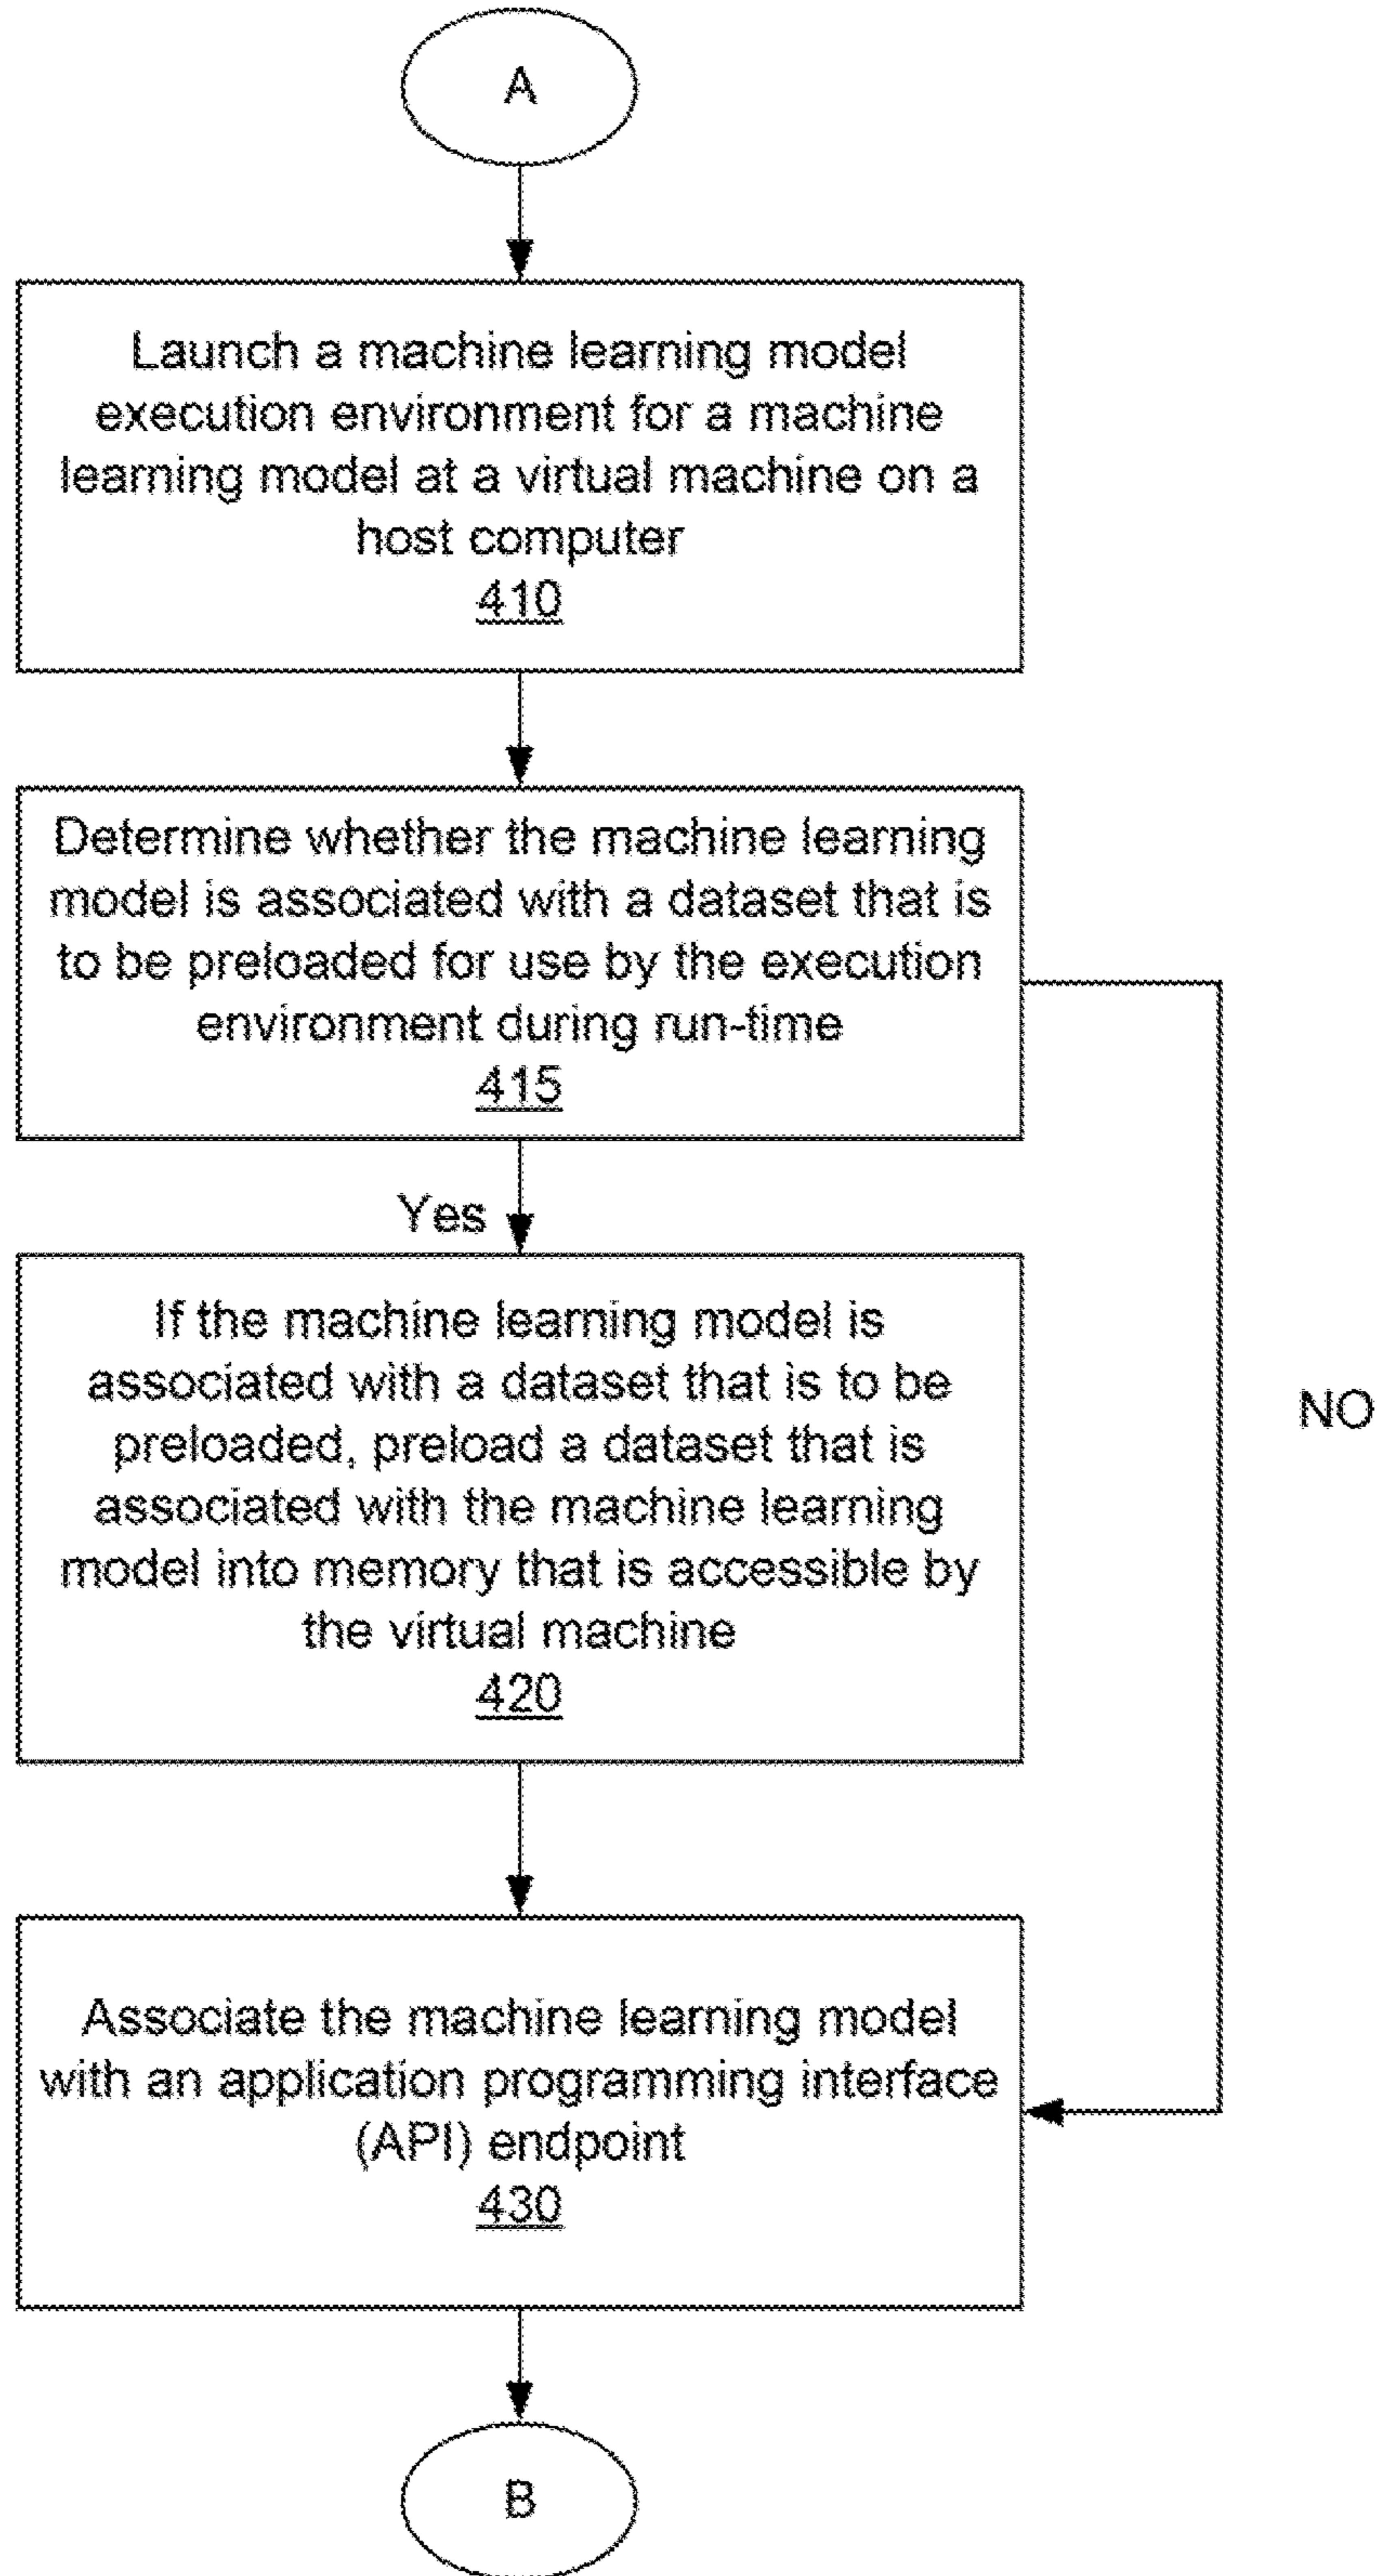 A
Launch a machine learning model
execution environment for a machine
learning model at a virtual machine on a
host computer
410
Determine whether the machine learning
model is associated with a dataset that is
to be preloaded for use by the execution
environment during run-time
415
Yes
If the machine learning model is
associated with a dataset that is to be
preloaded, preload a dataset that is
associated with the machine learning
model into memory that is accessible by
the virtual machine
420
NO
Associate the machine learning model
with an application programming interface
(API) endpoint
430
B